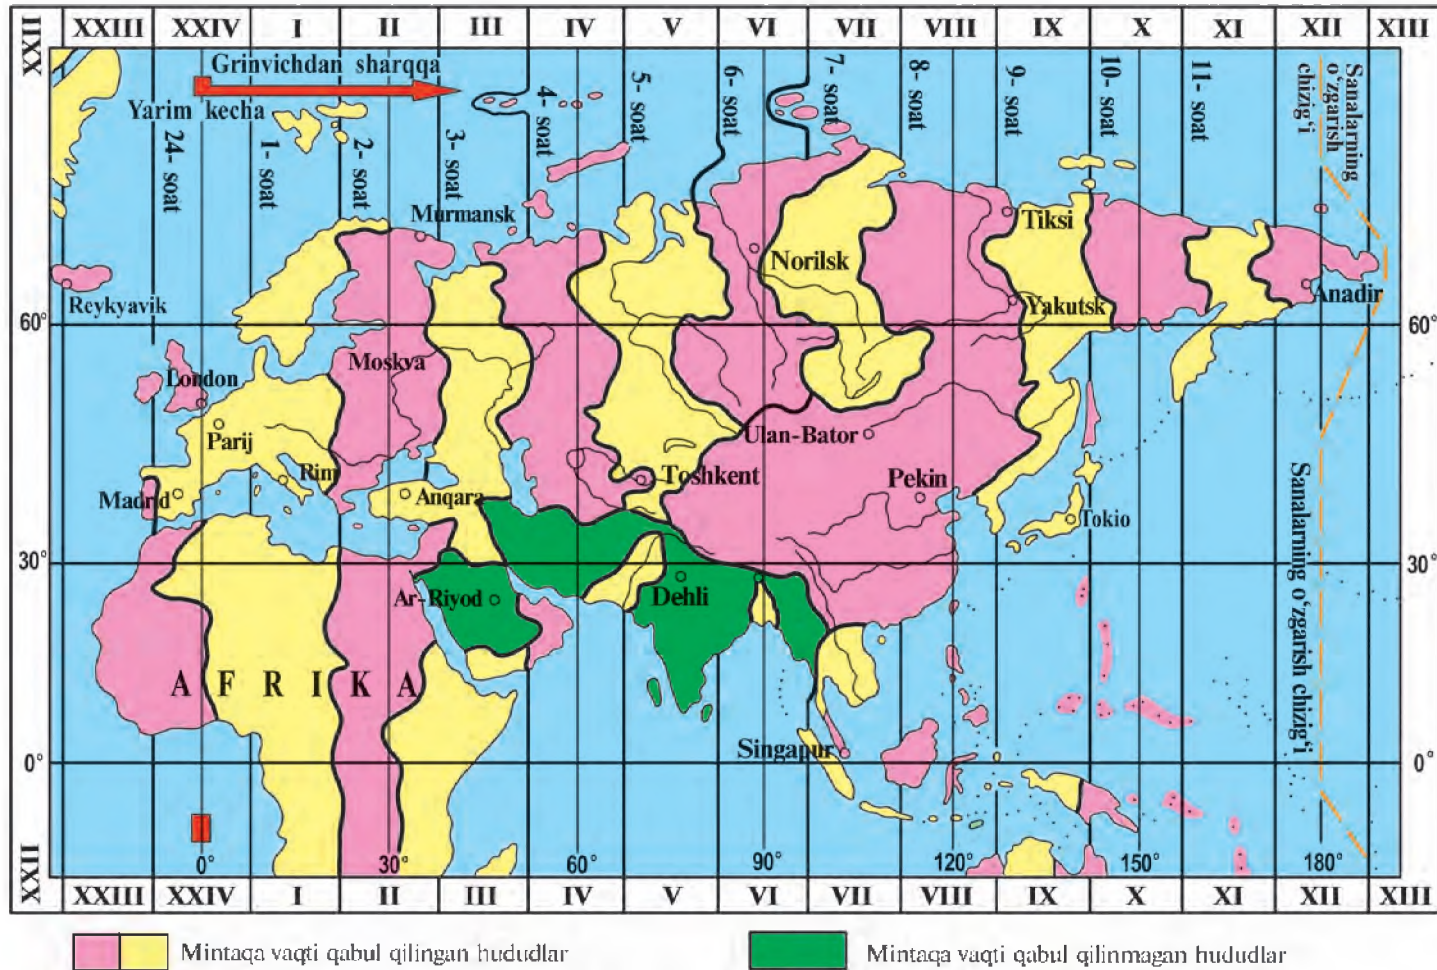 XXII XXIII XXIV I II III IV V VI VII VIII IX X XI XII XIII
Grinvichdan sharqqa
Yarim kecha
24- soat
1- soat
2- soat
3- soat
4- soat
5- soat
6- soat
7- soat
8- soat
9- soat
10- soat
11- soat
Sanalarning
o‘zgarish
chizig‘i
Murmansk
Tiksi
Norilsk
Reykyavik
Yakutsk
Anadir
60° 60°
Moskva
London
Parij
Ulan-Bator
Rim
Toshkent
Pekin
Madrid
Anqara
Tokio
Sanalarning o‘zgarish chizig‘i
30° 30°
Ar-Riyod
Dehli
AFRIKA
Singapur
0° 0°
0° 30° 60° 90° 120° 150° 180°
XXII XXIII XXIV I II III IV V VI VII VIII IX X XI XII XIII
Mintaqa vaqti qabul qilingan hududlar
Mintaqa vaqti qabul qilinmagan hududlar